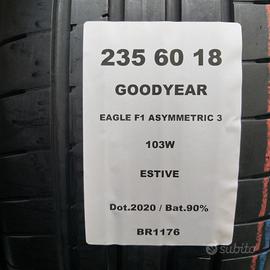 235 60 18
GOODYEAR
EAGLE F1 ASYMMETRIC 3
103W
ESTIVE
Dot.2020 / Bat.90%
BR1176
subito